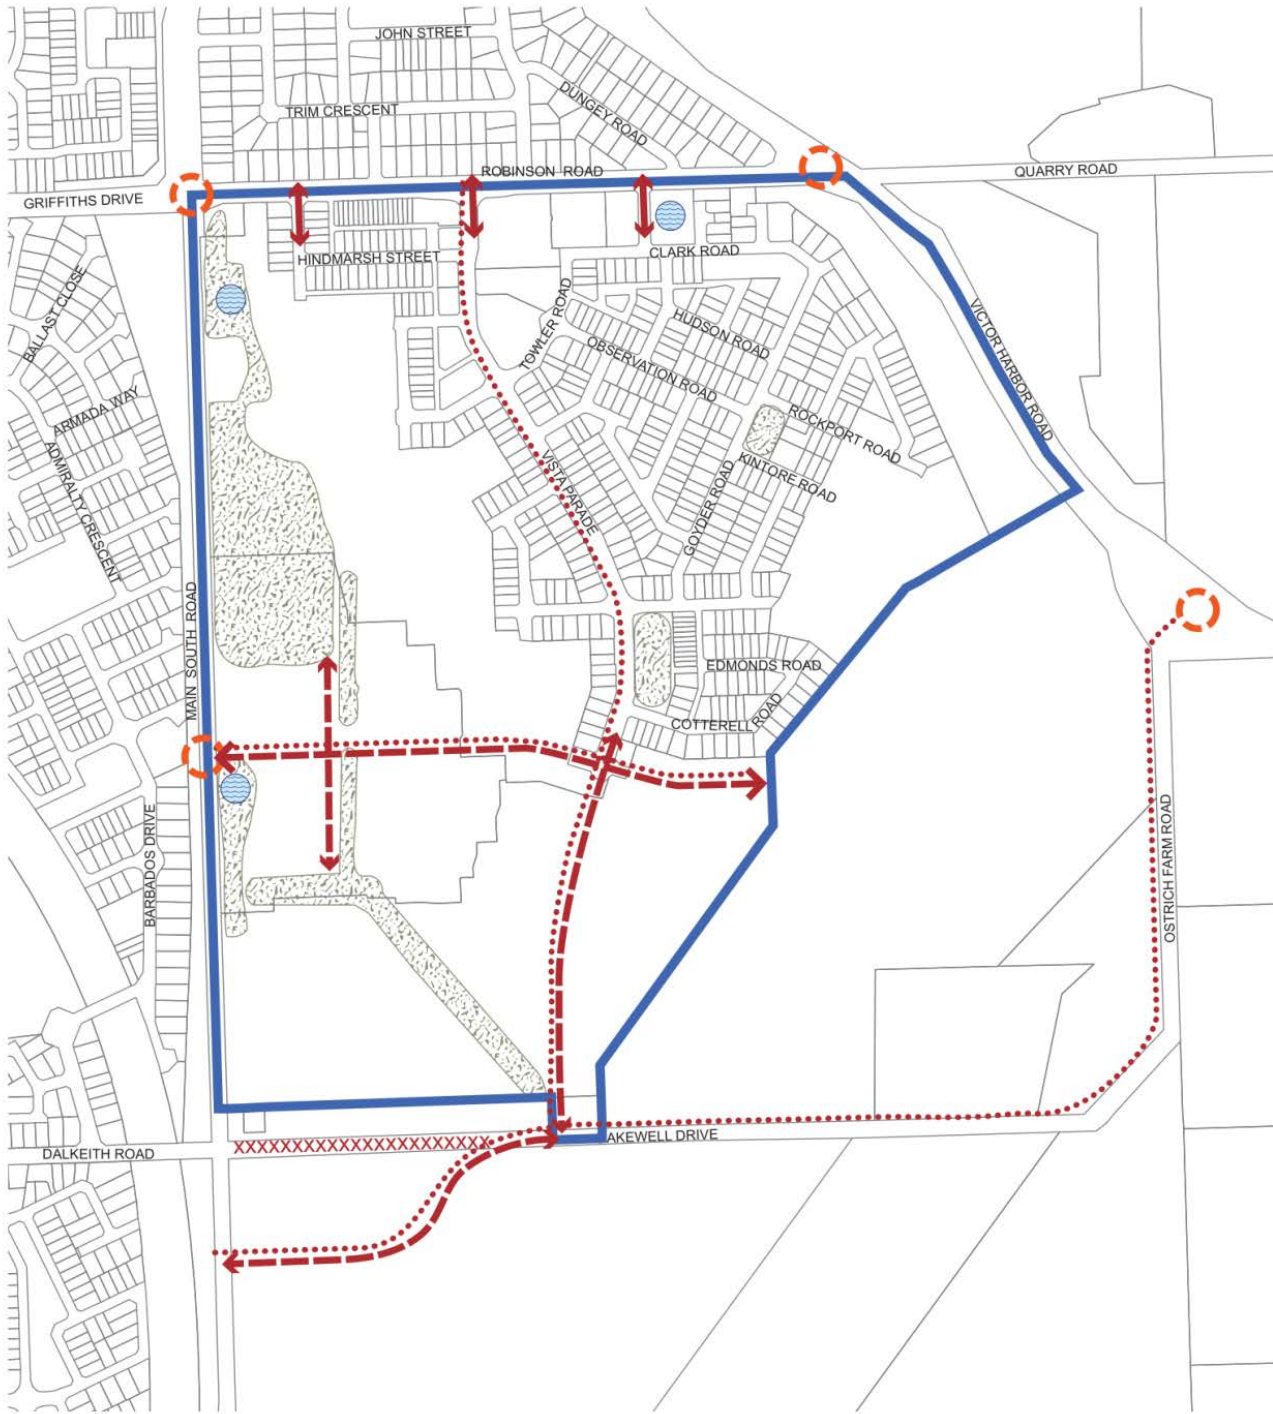 JOHN STREET
DUNGEY ROAD
TRIM CRESCENT
ROBINSON ROAD
QUARRY ROAD
GRIFFITHS DRIVE
CLARK ROAD
HINDMARSH STREET
BALLAST CLOSE
TOWLER ROAD
HUDSON ROAD
VICTOR HARBOR ROAD
OBSERVATION ROAD
ARMADA WAY
ROCKPORT ROAD
ADMIRALTY CRESCENT
VISTA PARADE
KINTORE ROAD
GOYDER ROAD
MAIN SOUTH ROAD
EDMONDS ROAD
COTTERELL ROAD
BARBADOS DRIVE
OSTRICH FARM ROAD
AKEWELL DRIVE
XXXXXXXXXXXXXXXXXXXX
DALKEITH ROAD